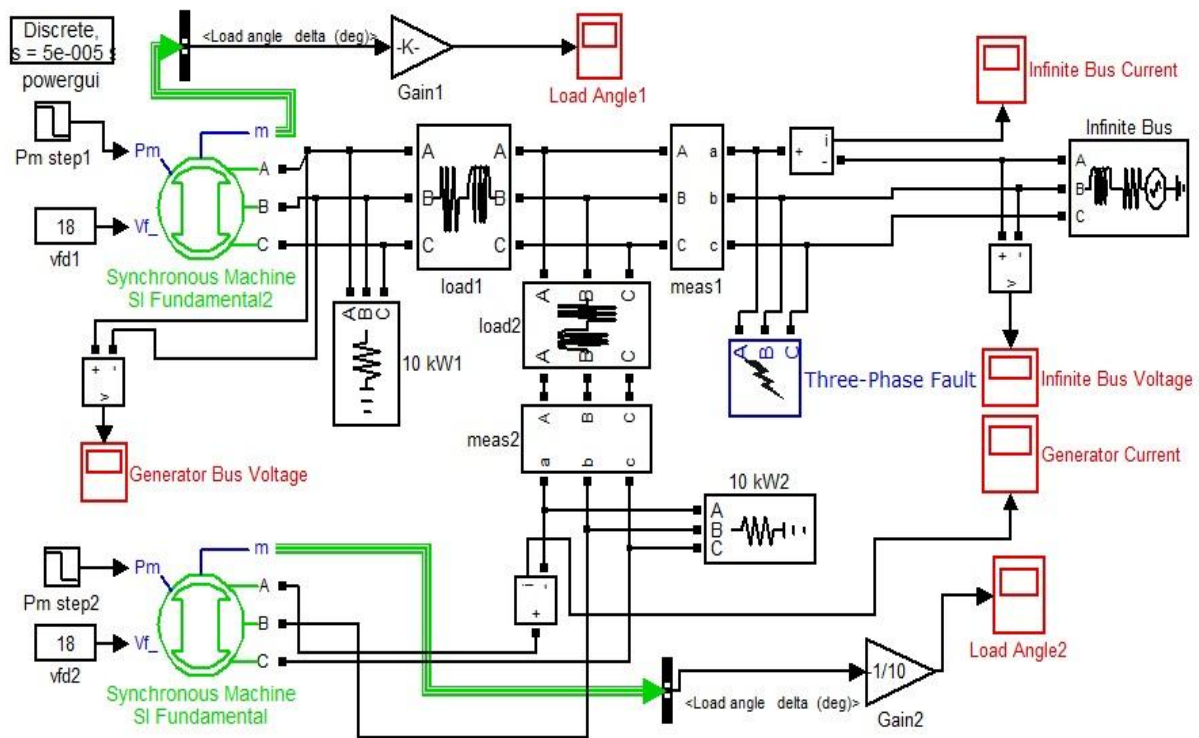 Discrete,
s = 5e-005 s
powergui
<Load angle delta (deg)>
-K-
Gain1
Load Angle1
Infinite Bus Current
Infinite Bus
Pm step1
Pm
m
A
B
C
18
vfd1
Vf_
Synchronous Machine
SI Fundamental2
A
B
C
A
B
C
load1
A
B
C
a
b
c
meas1
+
i
-
A
B
C
A B C
10 kW1
A B C
load2
A B C
A B C
Three-Phase Fault
+ -
v
Infinite Bus Voltage
+ -
v
Generator Bus Voltage
meas2
A B C
a b c
Generator Current
10 kW2
A
B
C
i -
+
Pm step2
Pm
m
A
B
C
18
vfd2
Vf_
Synchronous Machine
SI Fundamental
<Load angle delta (deg)>
-1/10
Gain2
Load Angle2